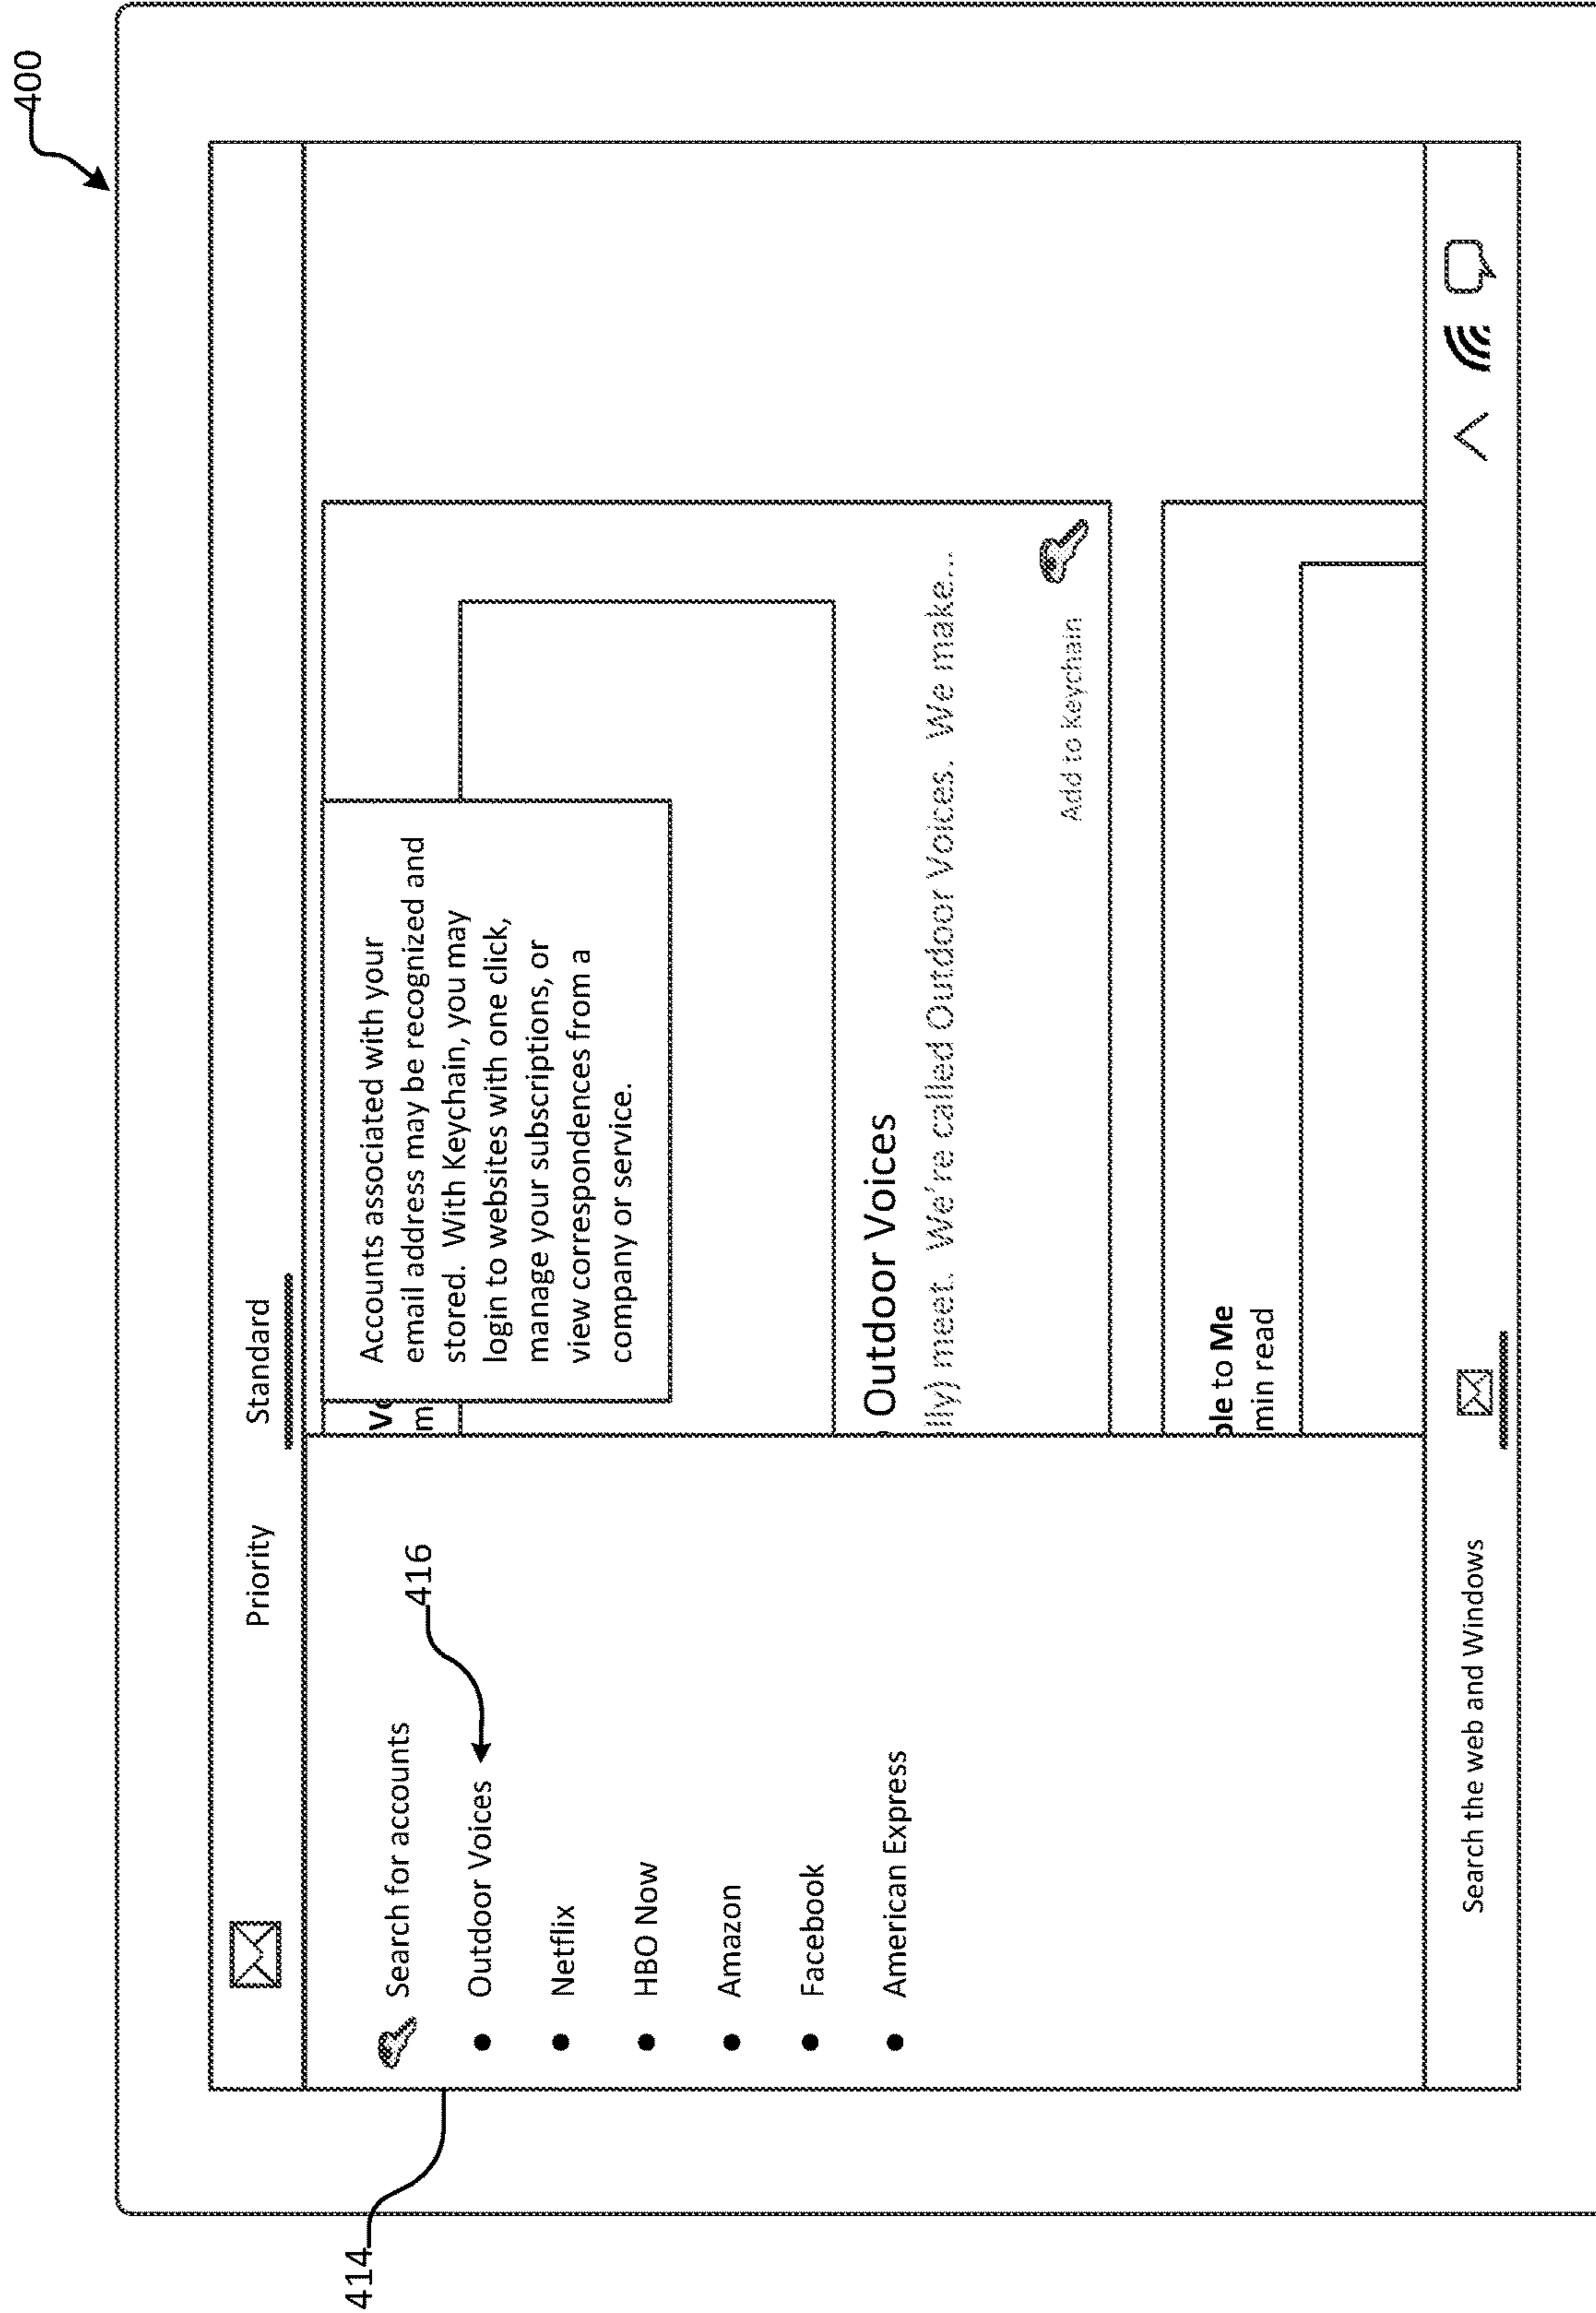 400
Priority
Standard
414
Search for accounts
416
Outdoor Voices
Netflix
HBO Now
Amazon
Facebook
American Express
Accounts associated with your
email address may be recognized and
stored. With Keychain, you may
login to websites with one click,
manage your subscriptions, or
view correspondences from a
company or service.
Outdoor Voices
lly) meet. We're called Outdoor Voices. We make...
Add to Keychain
ple to Me
min read
Search the web and Windows